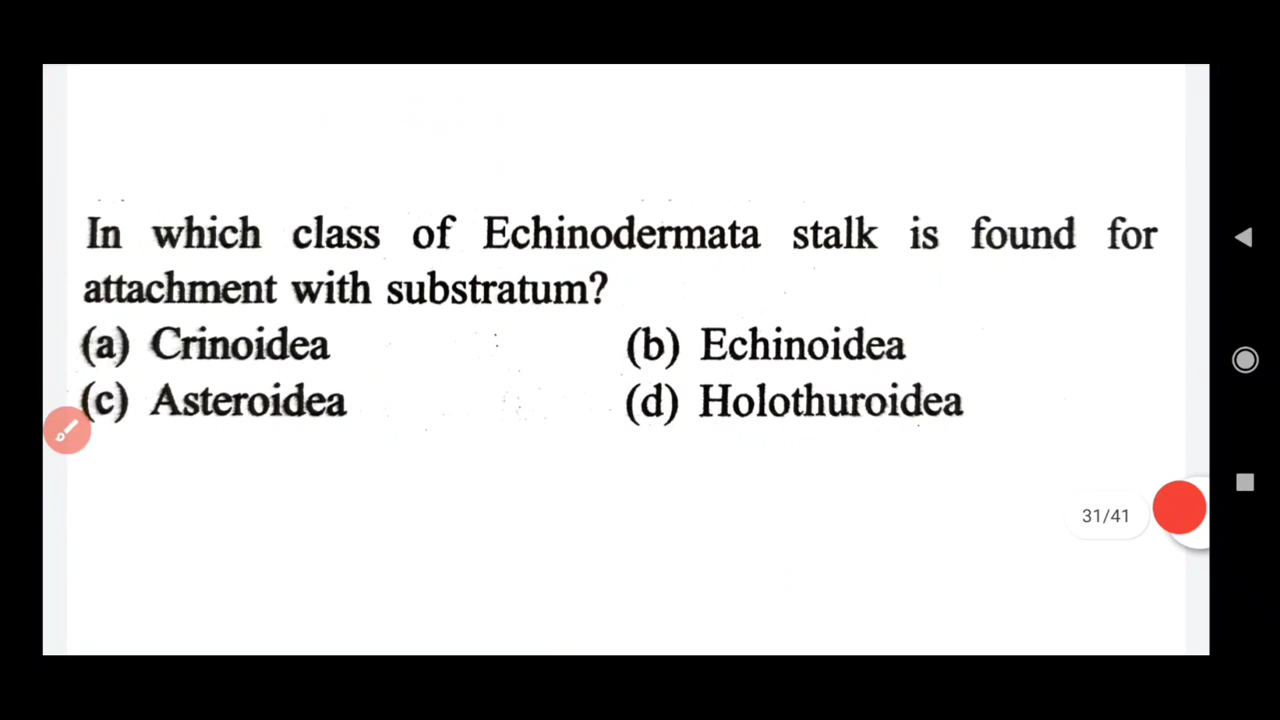 In which class of Echinodermata stalk is found for
attachment with substratum?
(a) Crinoidea (b) Echinoidea
(c) Asteroidea (d) Holothuroidea
31/41